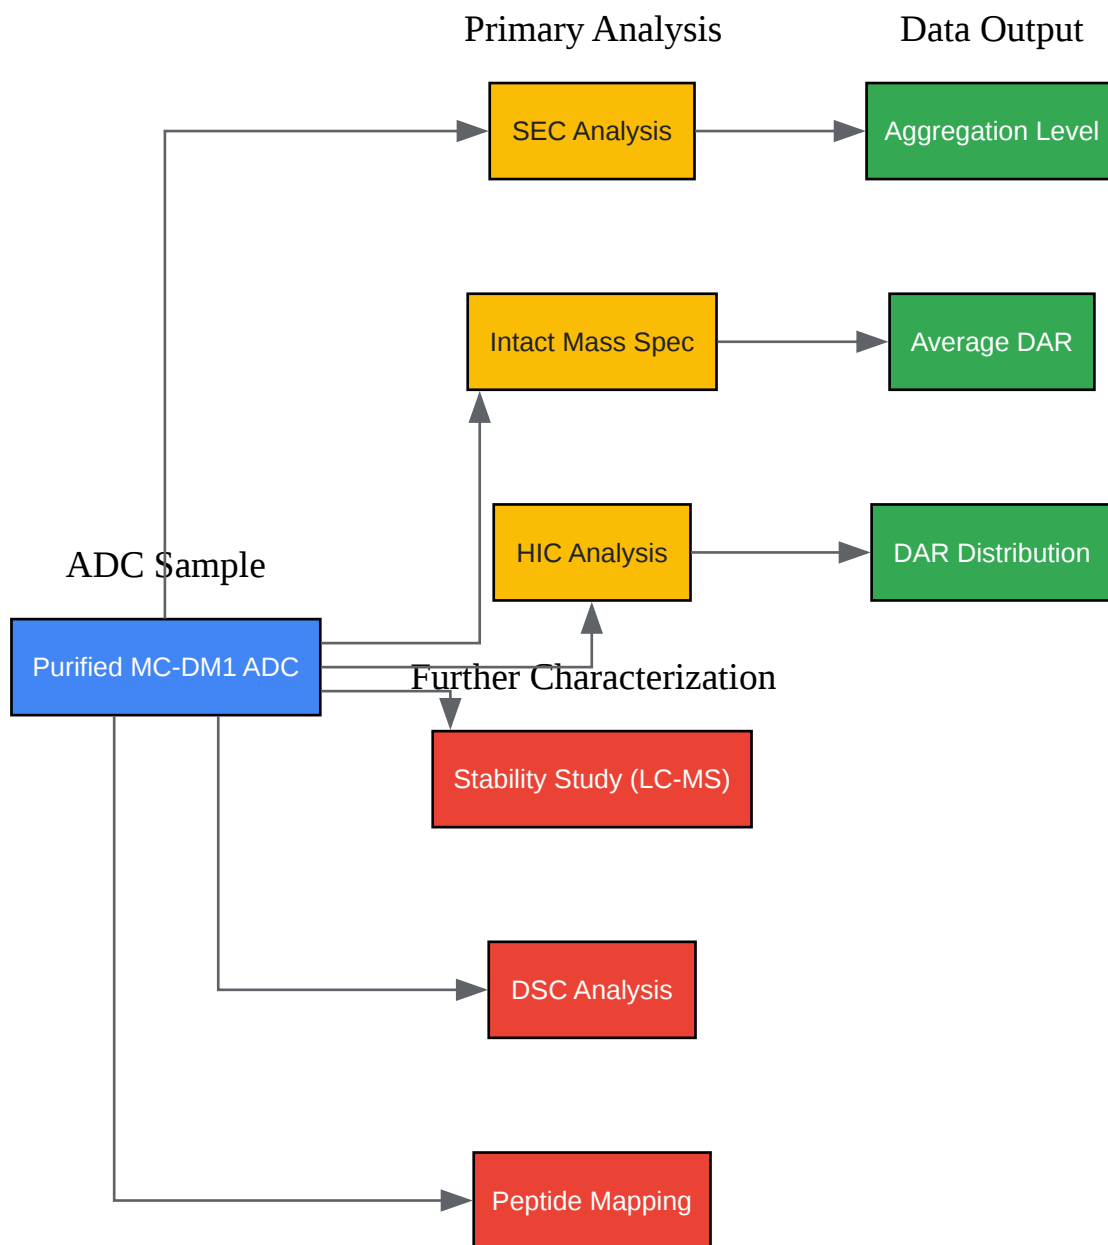 Primary Analysis
Data Output
SEC Analysis
Aggregation Level
Intact Mass Spec
Average DAR
HIC Analysis
DAR Distribution
ADC Sample
Purified MC-DM1 ADC
Further Characterization
Stability Study (LC-MS)
DSC Analysis
Peptide Mapping